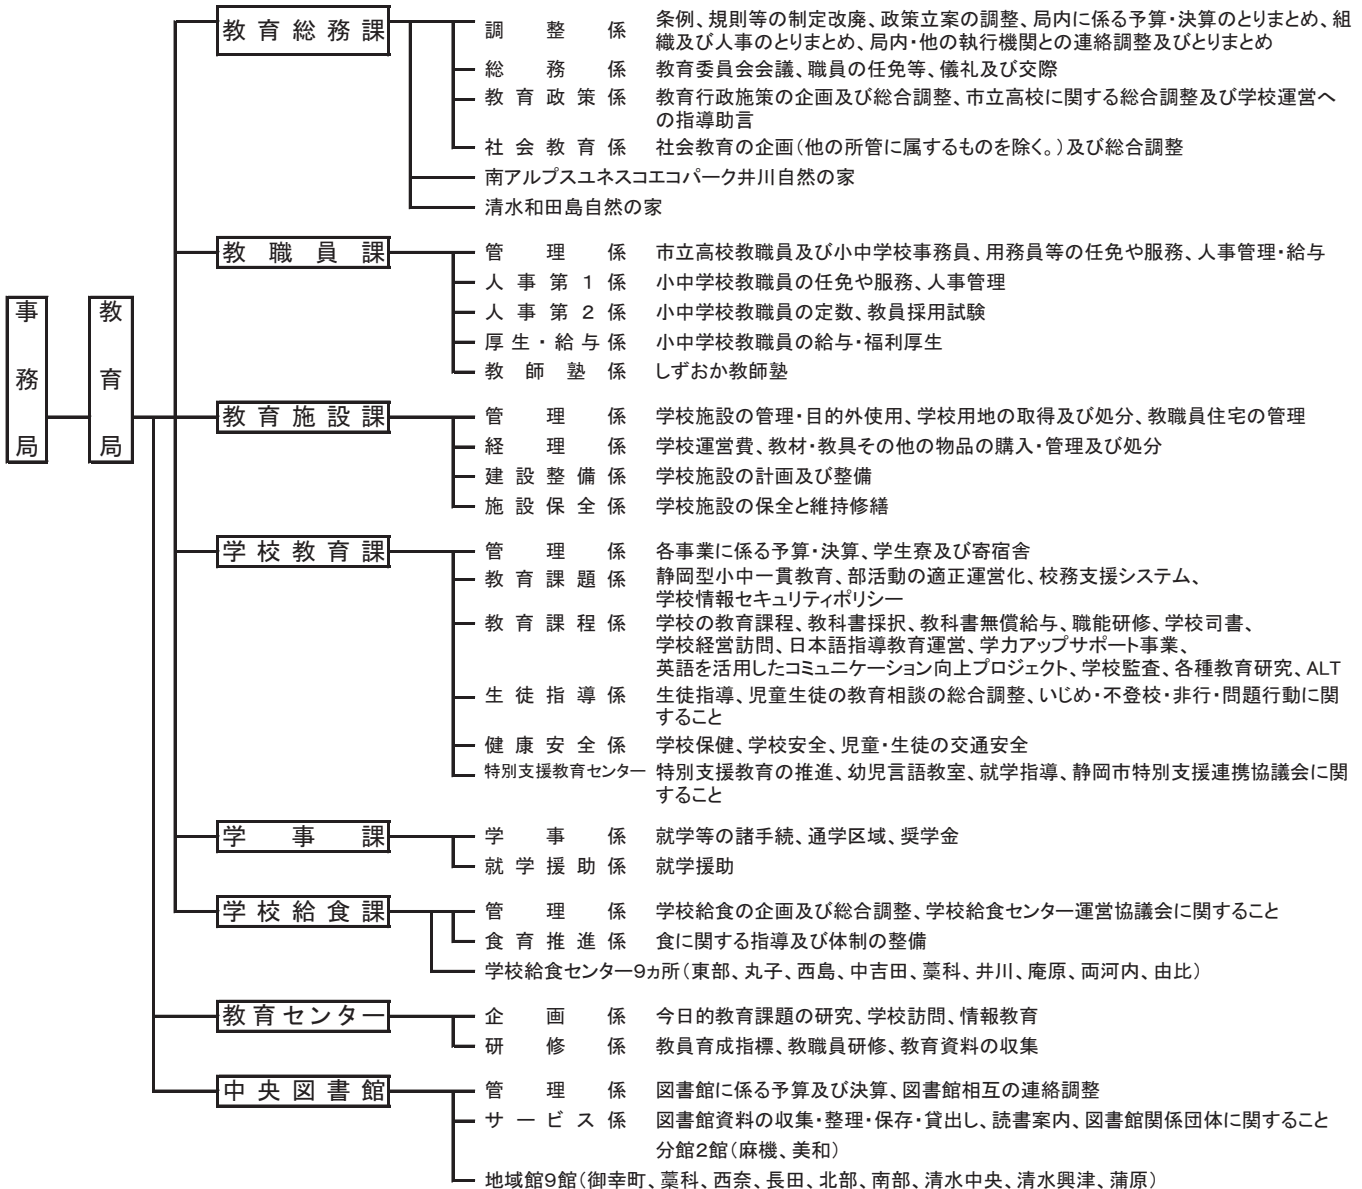 教育総務課
調整係 条例、規則等の制定改廃、政策立案の調整、局内に係る予算・決算のとりまとめ、組
織及び人事のとりまとめ、局内・他の執行機関との連絡調整及びとりまとめ
総務係 教育委員会会議、職員の任免等、儀礼及び交際
教育政策係 教育行政施策の企画及び総合調整、市立高校に関する総合調整及び学校運営へ
の指導助言
社会教育係 社会教育の企画(他の所管に属するものを除く。)及び総合調整
南アルプスユネスコエコパーク井川自然の家
清水和田島自然の家
事務局
教育局
教職員課
管理係 市立高校教職員及び小中学校事務員、用務員等の任免や服務、人事管理・給与
人事第1係 小中学校教職員の任免や服務、人事管理
人事第2係 小中学校教職員の定数、教員採用試験
厚生・給与係 小中学校教職員の給与・福利厚生
教師塾係 しずおか教師塾
教育施設課
管理係 学校施設の管理・目的外使用、学校用地の取得及び処分、教職員住宅の管理
経理係 学校運営費、教材・教具その他の物品の購入・管理及び処分
建設整備係 学校施設の計画及び整備
施設保全係 学校施設の保全と維持修繕
学校教育課
管理係 各事業に係る予算・決算、学生寮及び寄宿舎
教育課題係 静岡型小中一貫教育、部活動の適正運営化、校務支援システム、
学校情報セキュリティポリシー
教育課程係 学校の教育課程、教科書採択、教科書無償給与、職能研修、学校司書、
学校経営訪問、日本語指導教育運営、学力アップサポート事業、
英語を活用したコミュニケーション向上プロジェクト、学校監査、各種教育研究、ALT
生徒指導係 生徒指導、児童生徒の教育相談の総合調整、いじめ・不登校・非行・問題行動に関
すること
健康安全係 学校保健、学校安全、児童・生徒の交通安全
特別支援教育センター 特別支援教育の推進、幼児言語教室、就学指導、静岡市特別支援連携協議会に関
すること
学事課
学事係 就学等の諸手続、通学区域、奨学金
就学援助係 就学援助
学校給食課
管理係 学校給食の企画及び総合調整、学校給食センター運営協議会に関すること
食育推進係 食に関する指導及び体制の整備
学校給食センター9ヵ所(東部、丸子、西島、中吉田、藁科、井川、庵原、両河内、由比)
教育センター
企画係 今日的教育課題の研究、学校訪問、情報教育
研修係 教員育成指標、教職員研修、教育資料の収集
中央図書館
管理係 図書館に係る予算及び決算、図書館相互の連絡調整
サービス係 図書館資料の収集・整理・保存・貸出し、読書案内、図書館関係団体に関すること
分館2館(麻機、美和)
地域館9館(御幸町、藁科、西奈、長田、北部、南部、清水中央、清水興津、蒲原)